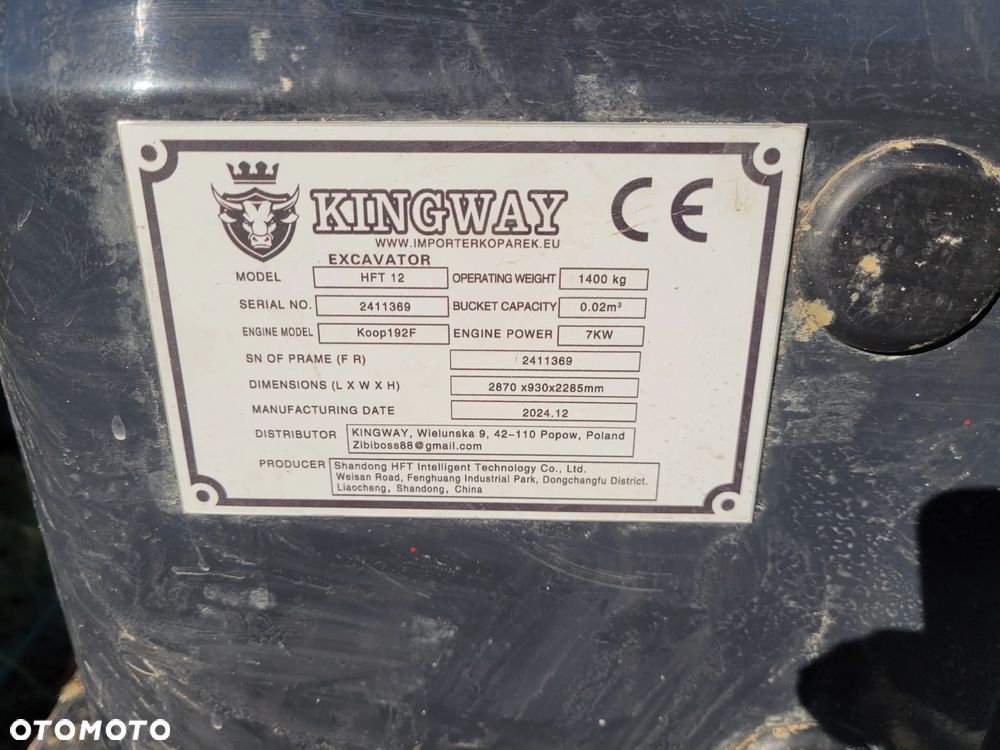 KINGWAY CE
WWW.IMPORTERKOPAREK.EU
EXCAVATOR
MODEL HFT 12 OPERATING WEIGHT 1400 kg
SERIAL NO. 2411369 BUCKET CAPACITY 0.02m³
ENGINE MODEL Koop192F ENGINE POWER 7KW
SN OF PRAME (F R) 2411369
DIMENSIONS (L X W X H) 2870 x930x2285mm
MANUFACTURING DATE 2024.12
DISTRIBUTOR KINGWAY, Wielunska 9, 42-110 Popow, Poland
Zibiboss88@gmail.com
PRODUCER Shandong HFT Intelligent Technology Co., Ltd.
Weisan Road, Fenghuang Industrial Park, Dongchangfu District.
Liaocheng, Shandong, China
OTOMOTO